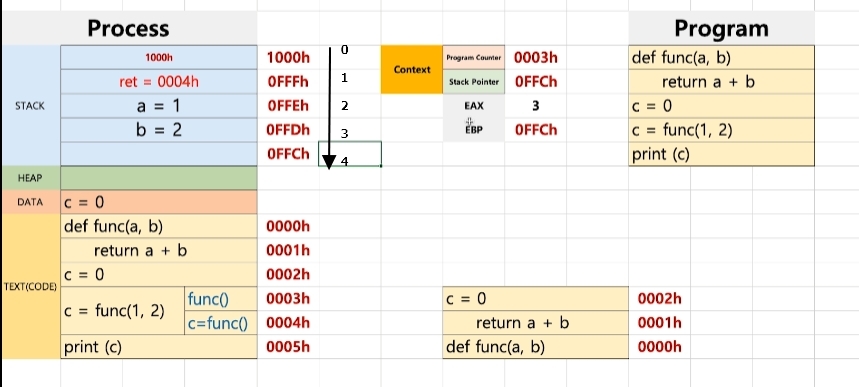 Process
Program
1000h 1000h 0
ret = 0004h 0FFFh 1
STACK a = 1 0FFEh 2
b = 2 0FFDh 3
0FFCh 4
Context
Program Counter 0003h
Stack Pointer 0FFCh
EAX 3
EBP 0FFCh
def func(a, b)
return a + b
c = 0
c = func(1, 2)
print (c)
HEAP
DATA c = 0
TEXT(CODE)
def func(a, b) 0000h
return a + b 0001h
c = 0 0002h
c = func(1, 2)
func() 0003h
c=func() 0004h
print (c) 0005h
c = 0 0002h
return a + b 0001h
def func(a, b) 0000h